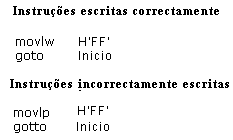 Instruções escritas correctamente
movlw H'FF'
goto Inicio
Instruções incorrectamente escritas
movlp H'FF'
gotto Inicio